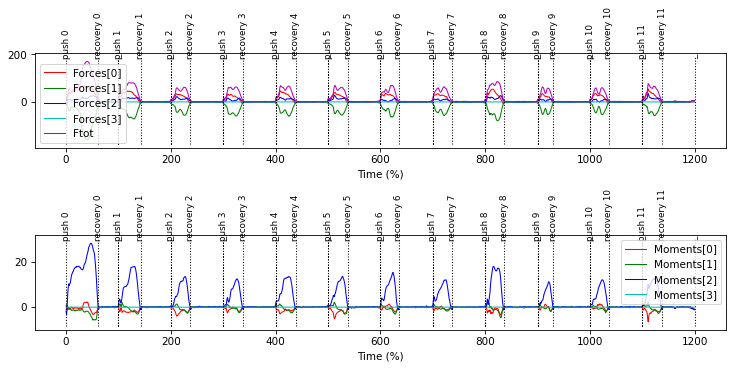 push 0 recovery 0 push 1 recovery 1 push 2 recovery 2 push 3 recovery 3 push 4 recovery 4 push 5 recovery 5 push 6 recovery 6 push 7 recovery 7 push 8 recovery 8 push 9 recovery 9 push 10 recovery 10 push 11 recovery 11
200
0
Forces[0]
Forces[1]
Forces[2]
Forces[3]
Ftot
0 200 400 600 800 1000 1200
Time (%)
push 0 recovery 0 push 1 recovery 1 push 2 recovery 2 push 3 recovery 3 push 4 recovery 4 push 5 recovery 5 push 6 recovery 6 push 7 recovery 7 push 8 recovery 8 push 9 recovery 9 push 10 recovery 10 push 11 recovery 11
20
0
Moments[0]
Moments[1]
Moments[2]
Moments[3]
0 200 400 600 800 1000 1200
Time (%)